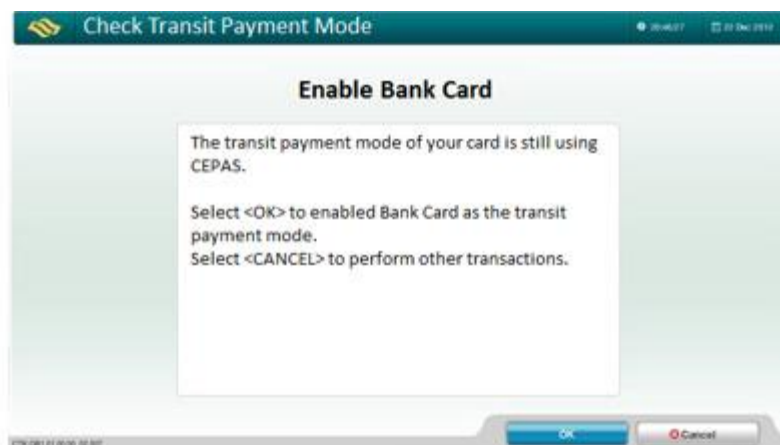 Check Transit Payment Mode
Enable Bank Card
The transit payment mode of your card is still using
CEPAS.
Select <OK> to enabled Bank Card as the transit
payment mode.
Select <CANCEL> to perform other transactions.
OK
Cancel